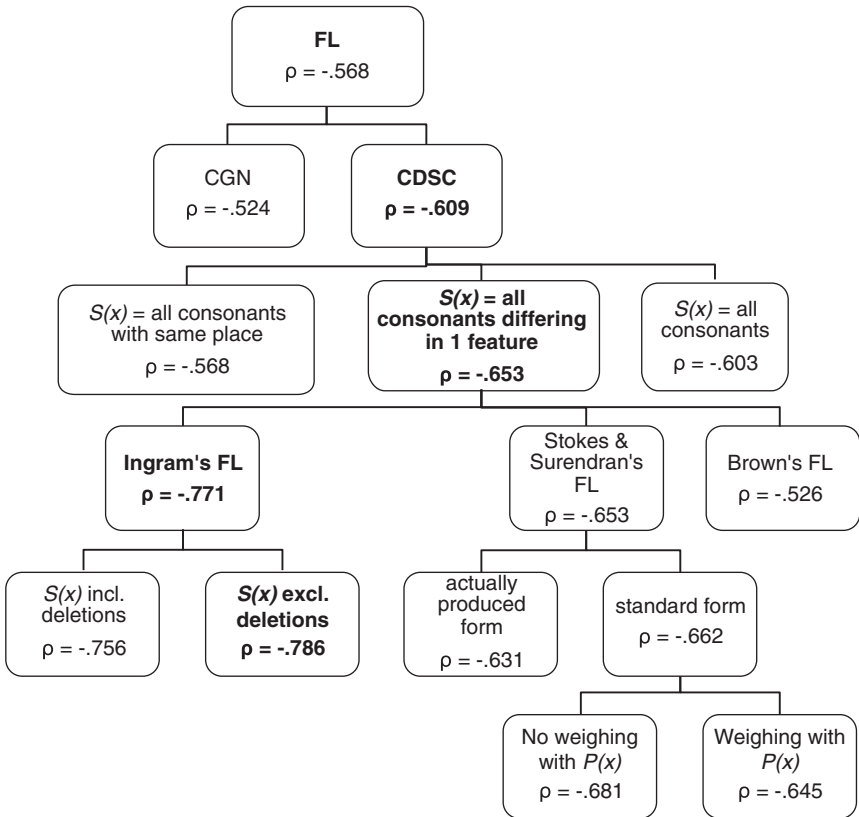 FL
ρ = -.568
CGN
ρ = -.524
CDSC
ρ = -.609
S(x) = all consonants
with same place
ρ = -.568
S(x) = all
consonants differing
in 1 feature
ρ = -.653
S(x) = all
consonants
ρ = -.603
Ingram's FL
ρ = -.771
Stokes &
Surendran's
FL
ρ = -.653
Brown's FL
ρ = -.526
S(x) incl.
deletions
ρ = -.756
S(x) excl.
deletions
ρ = -.786
actually
produced
form
ρ = -.631
standard form
ρ = -.662
No weighing
with P(x)
ρ = -.681
Weighing with
P(x)
ρ = -.645